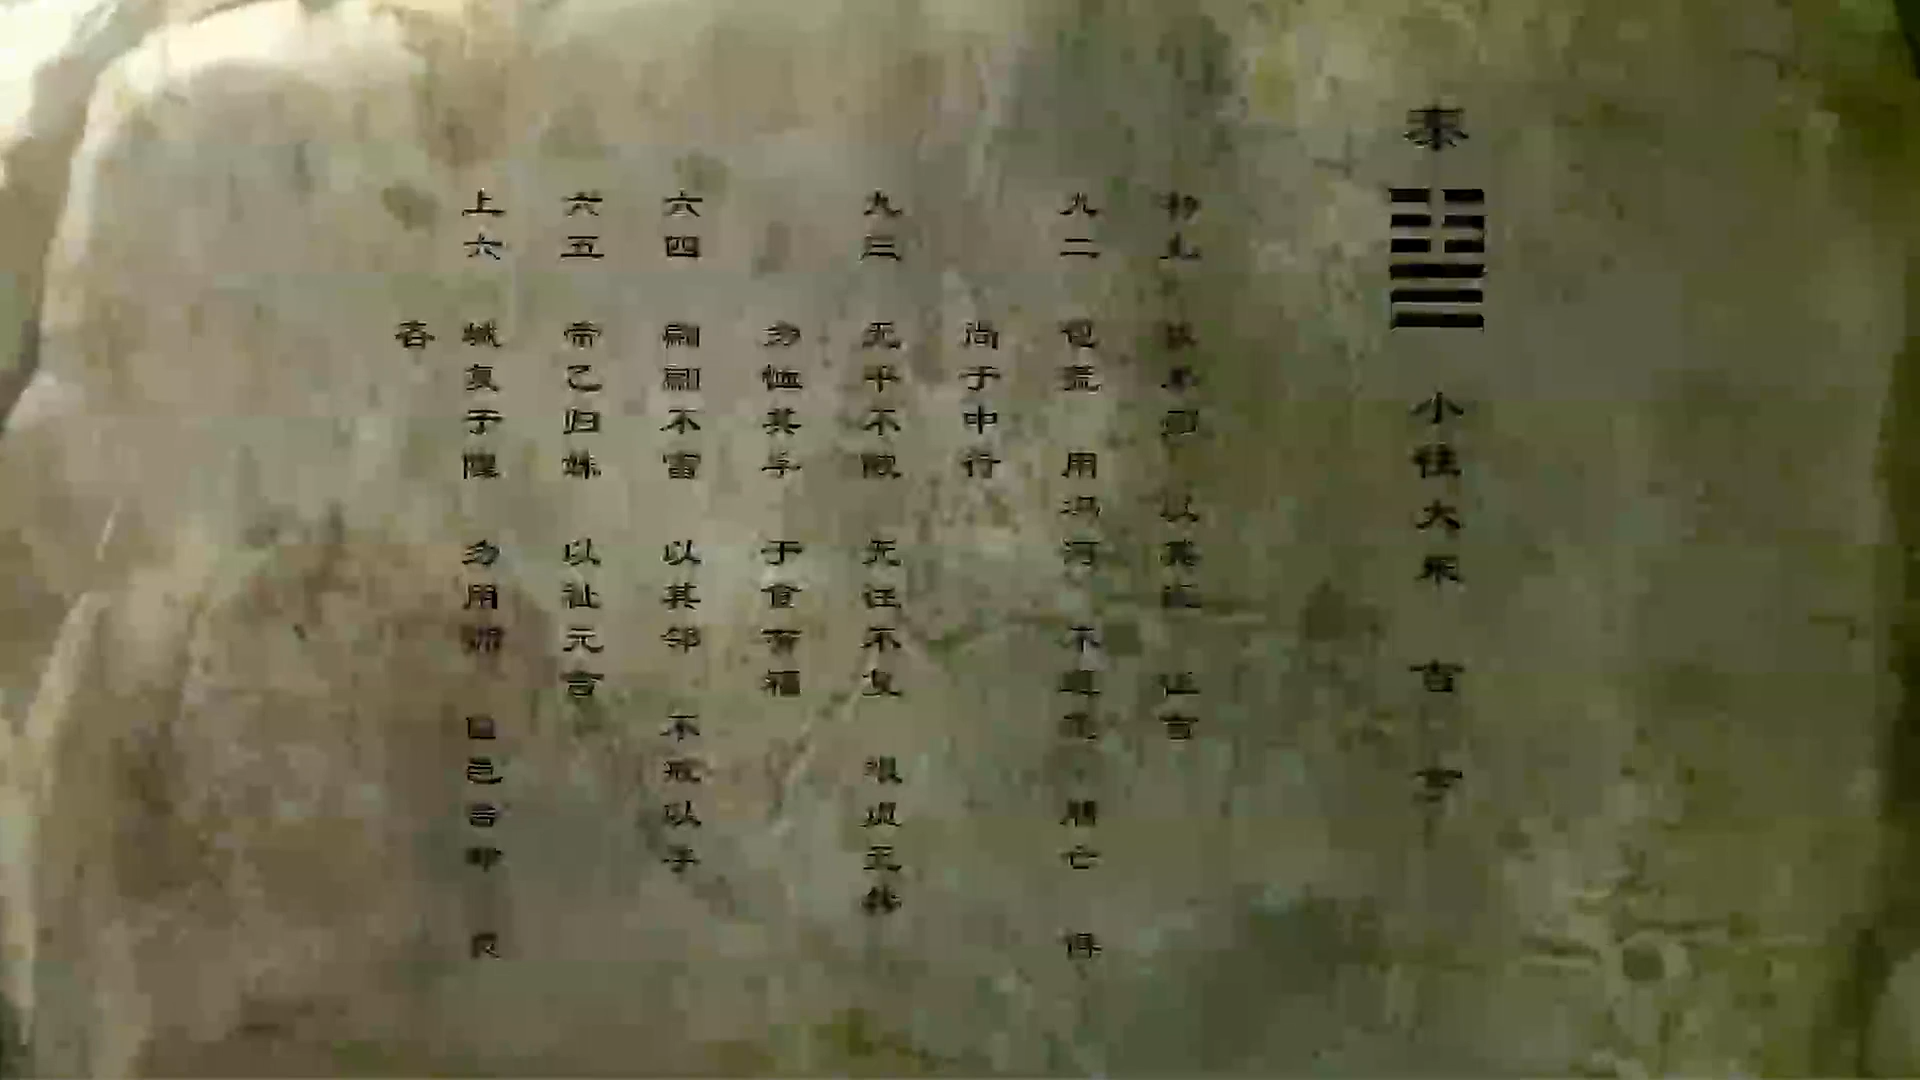 泰 小往大来 吉 亨
初九 拔茅茹 以其汇 征吉
九二 包荒 用冯河 不遐遗 朋亡 得
尚于中行
九三 无平不陂 无往不复 艰贞无咎
勿恤其孚 于食有福
六四 翩翩不富 以其邻 不戒以孚
六五 帝乙归妹 以祉元吉
上六 城复于隍 勿用师 自邑告命 贞
吝